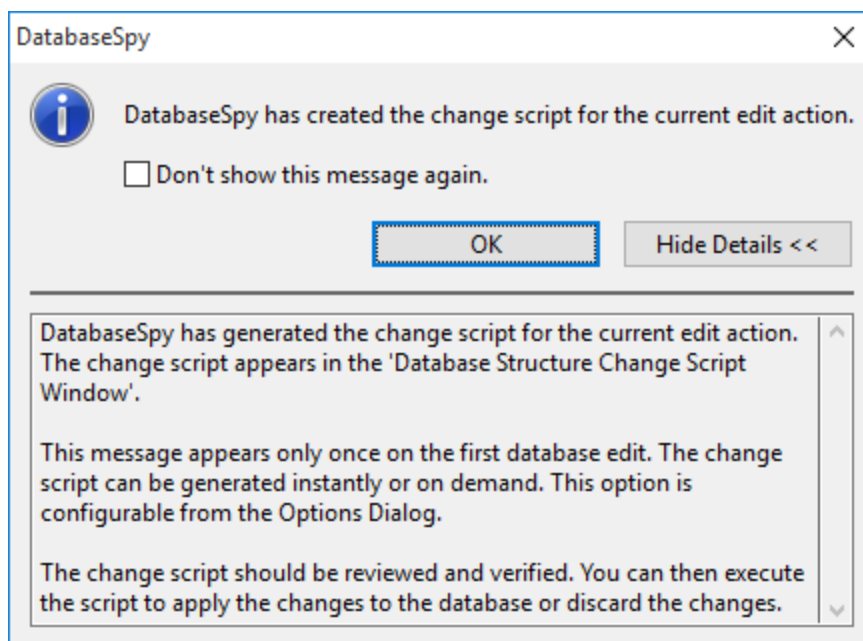 DatabaseSpy
DatabaseSpy has created the change script for the current edit action.
Don't show this message again.
OK
Hide Details <<
DatabaseSpy has generated the change script for the current edit action.
The change script appears in the 'Database Structure Change Script
Window'.
This message appears only once on the first database edit. The change
script can be generated instantly or on demand. This option is
configurable from the Options Dialog.
The change script should be reviewed and verified. You can then execute
the script to apply the changes to the database or discard the changes.